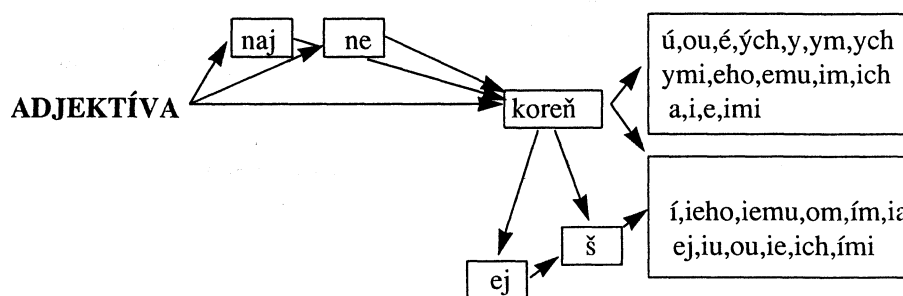 naj
ne
ADJEKTÍVA
koreň
ú,ou,é,ých,y,ym,ych
ymi,eho,emu,im,ich
a,i,e,imi
ej
š
í,ieho,iemu,om,ím,ia
ej,iu,ou,ie,ich,ími